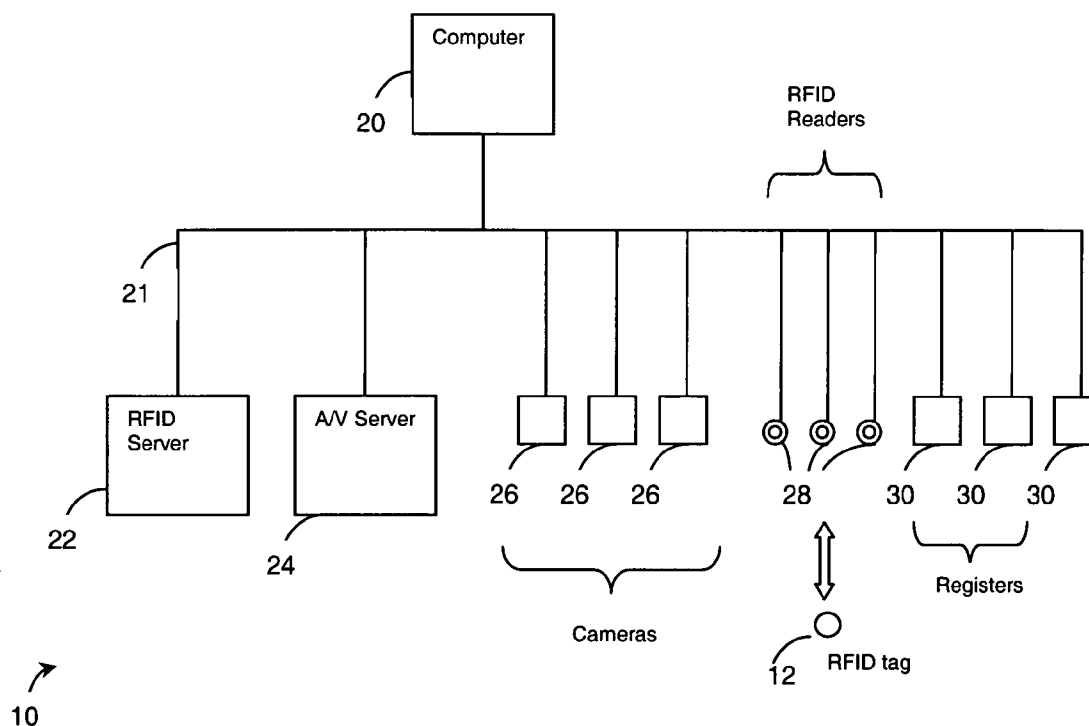 Computer
20
RFID
Readers
21
RFID
Server
A/V Server
22
24
26 26 26
28
30 30 30
Cameras
Registers
12
RFID tag
10